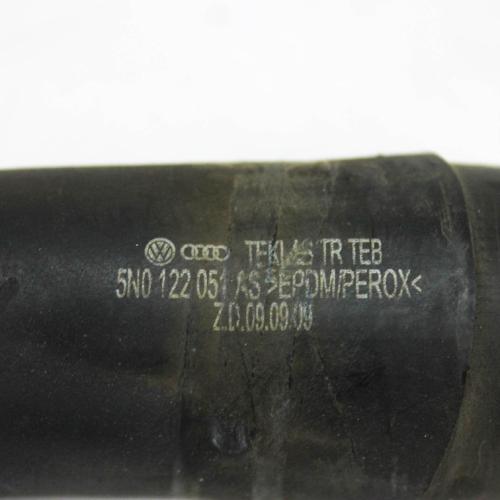 TEKLAS TR TEB
5N0 122 051 AS >EPDM/PEROX<
Z.D.09.09.09